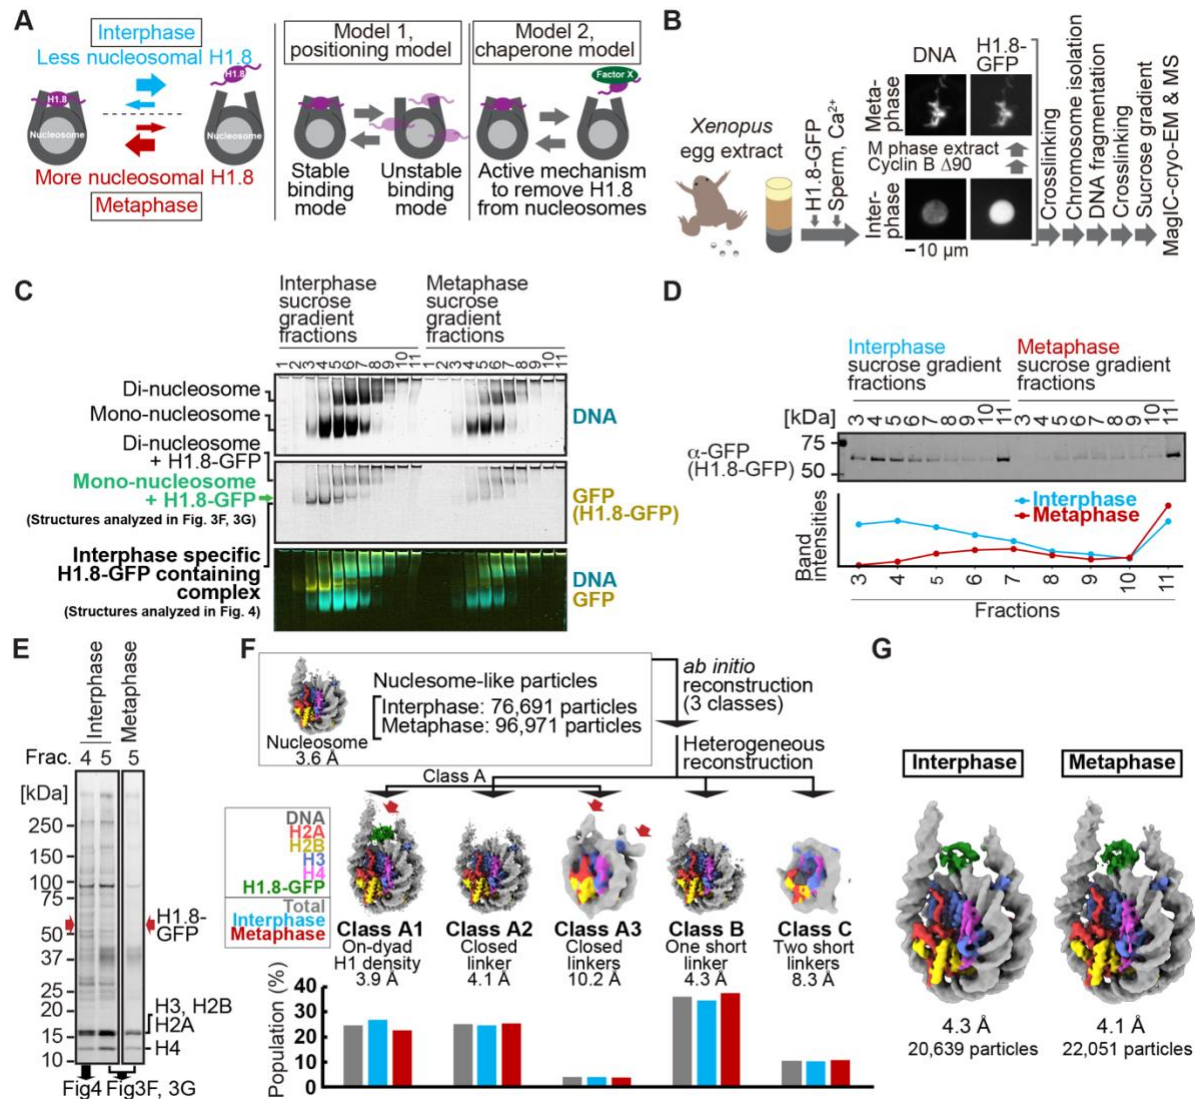 A
Interphase
Less nucleosomal H1.8
H1.8
H1.8
Nucleosome
Nucleosome
More nucleosomal H1.8
Metaphase
Model 1,
positioning model
Stable
binding
mode
Unstable
binding
mode
Model 2,
chaperone model
Factor X
Active mechanism
to remove H1.8
from nucleosomes
B
Xenopus
egg extract
H1.8-GFP
Sperm, Ca2+
DNA
H1.8-
GFP
Meta-
phase
M phase extract
Cyclin B Δ90
Inter-
phase
10 μm
Crosslinking
Chromosome isolation
DNA fragmentation
Crosslinking
Sucrose gradient
MagIC-cryo-EM & MS
C
Interphase
sucrose
gradient
fractions
Metaphase
sucrose
gradient
fractions
1 2 3 4 5 6 7 8 9 10 11 1 2 3 4 5 6 7 8 9 10 11
Di-nucleosome
Mono-nucleosome
DNA
Di-nucleosome
+ H1.8-GFP
Mono-nucleosome
+ H1.8-GFP
(Structures analyzed in Fig. 3F, 3G)
GFP
(H1.8-GFP)
Interphase specific
H1.8-GFP containing
complex
(Structures analyzed in Fig. 4)
DNA
GFP
D
Interphase
sucrose gradient
fractions
Metaphase
sucrose gradient
fractions
[kDa] 3 4 5 6 7 8 9 10 11 3 4 5 6 7 8 9 10 11
75
50
α-GFP
(H1.8-GFP)
Interphase
Metaphase
Band
intensities
3 4 5 6 7 8 9 10 11
Fractions
E
Interphase
Metaphase
Frac. 4 5 5
[kDa]
250
150
100
75
50
37
25
20
15
10
H1.8-
GFP
H3, H2B
H2A
H4
Fig4 Fig3F, 3G
F
Nucleosome
3.6 Å
Nuclesome-like particles
Interphase: 76,691 particles
Metaphase: 96,971 particles
ab initio
reconstruction
(3 classes)
Heterogeneous
reconstruction
Class A
DNA
H2A
H2B
H3
H4
H1.8-GFP
Total
Interphase
Metaphase
Class A1
On-dyad
H1 density
3.9 Å
Class A2
Closed
linker
4.1 Å
Class A3
Closed
linkers
10.2 Å
Class B
One short
linker
4.3 Å
Class C
Two short
linkers
8.3 Å
Population (%)
40
30
20
10
0
G
Interphase
4.3 Å
20,639 particles
Metaphase
4.1 Å
22,051 particles